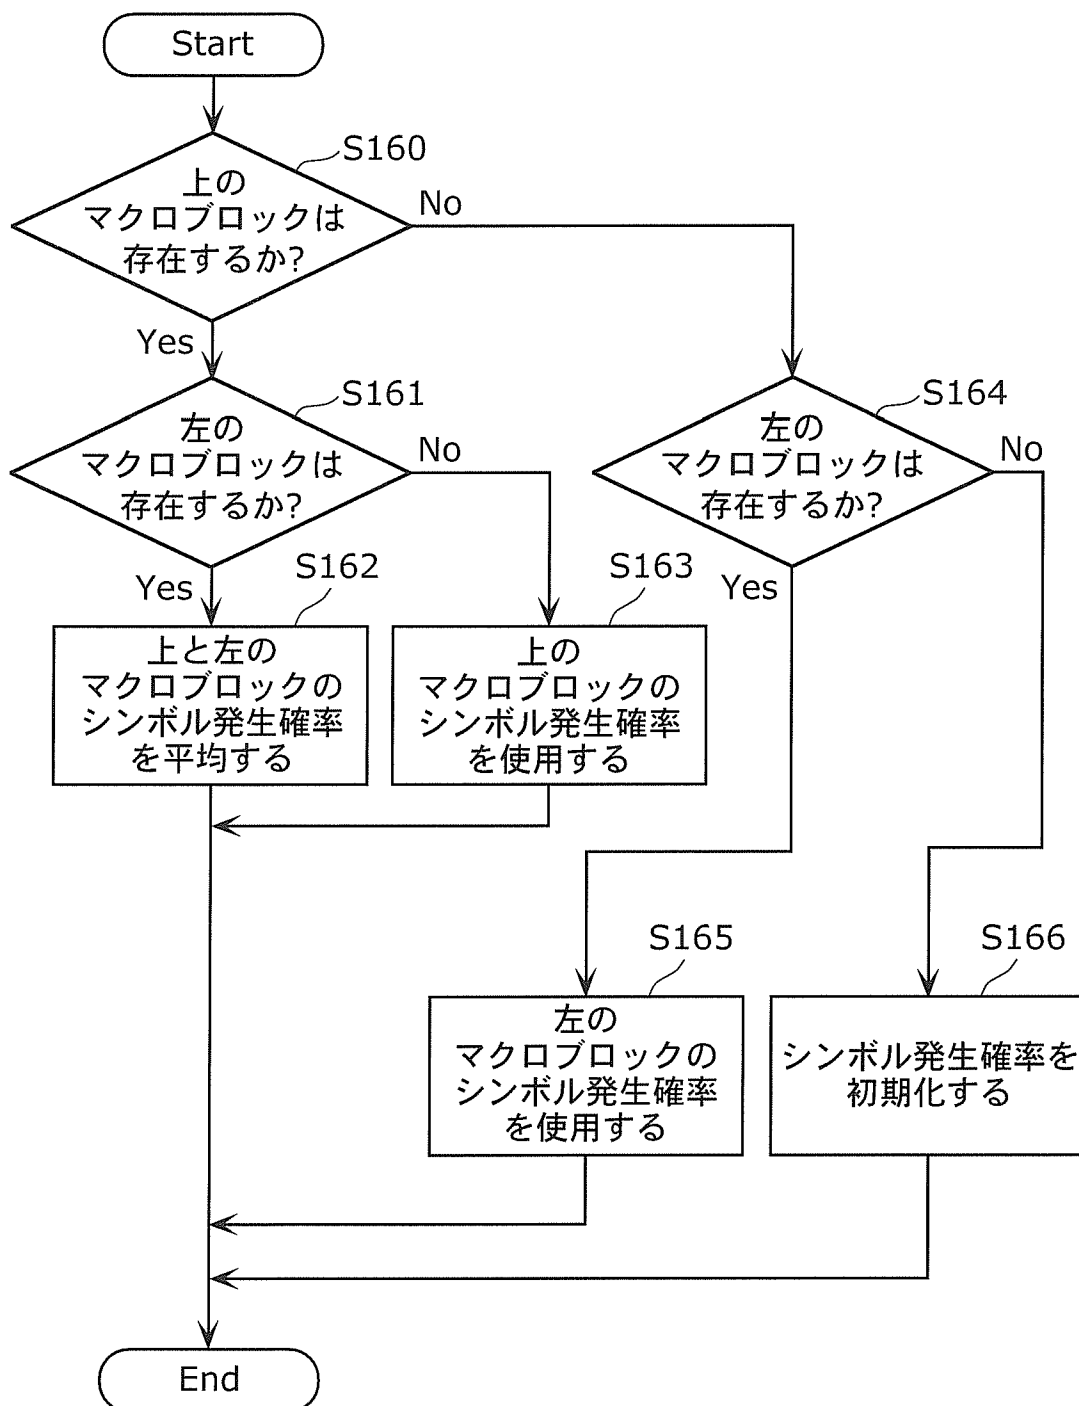 Start
S160
上の
マクロブロックは
存在するか?
No
Yes
S161
左の
マクロブロックは
存在するか?
No
S164
左の
マクロブロックは
存在するか?
No
Yes
S162
上と左の
マクロブロックの
シンボル発生確率
を平均する
S163
上の
マクロブロックの
シンボル発生確率
を使用する
Yes
S165
左の
マクロブロックの
シンボル発生確率
を使用する
S166
シンボル発生確率を
初期化する
End